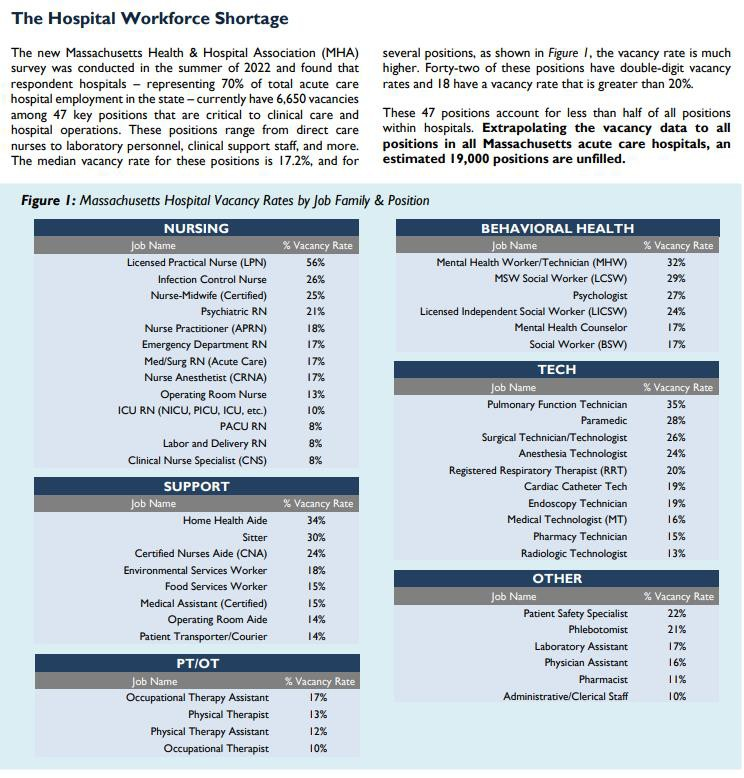 The Hospital Workforce Shortage
The new Massachusetts Health & Hospital Association (MHA)
survey was conducted in the summer of 2022 and found that
respondent hospitals – representing 70% of total acute care
hospital employment in the state – currently have 6,650 vacancies
among 47 key positions that are critical to clinical care and
hospital operations. These positions range from direct care
nurses to laboratory personnel, clinical support staff, and more.
The median vacancy rate for these positions is 17.2%, and for
several positions, as shown in Figure 1, the vacancy rate is much
higher. Forty-two of these positions have double-digit vacancy
rates and 18 have a vacancy rate that is greater than 20%.
These 47 positions account for less than half of all positions
within hospitals. Extrapolating the vacancy data to all
positions in all Massachusetts acute care hospitals, an
estimated 19,000 positions are unfilled.
Figure 1: Massachusetts Hospital Vacancy Rates by Job Family & Position
NURSING
Job Name % Vacancy Rate
Licensed Practical Nurse (LPN) 56%
Infection Control Nurse 26%
Nurse-Midwife (Certified) 25%
Psychiatric RN 21%
Nurse Practitioner (APRN) 18%
Emergency Department RN 17%
Med/Surg RN (Acute Care) 17%
Nurse Anesthetist (CRNA) 17%
Operating Room Nurse 13%
ICU RN (NICU, PICU, ICU, etc.) 10%
PACU RN 8%
Labor and Delivery RN 8%
Clinical Nurse Specialist (CNS) 8%
SUPPORT
Job Name % Vacancy Rate
Home Health Aide 34%
Sitter 30%
Certified Nurses Aide (CNA) 24%
Environmental Services Worker 18%
Food Services Worker 15%
Medical Assistant (Certified) 15%
Operating Room Aide 14%
Patient Transporter/Courier 14%
PT/OT
Job Name % Vacancy Rate
Occupational Therapy Assistant 17%
Physical Therapist 13%
Physical Therapy Assistant 12%
Occupational Therapist 10%
BEHAVIORAL HEALTH
Job Name % Vacancy Rate
Mental Health Worker/Technician (MHW) 32%
MSW Social Worker (LCSW) 29%
Psychologist 27%
Licensed Independent Social Worker (LICSW) 24%
Mental Health Counselor 17%
Social Worker (BSW) 17%
TECH
Job Name % Vacancy Rate
Pulmonary Function Technician 35%
Paramedic 28%
Surgical Technician/Technologist 26%
Anesthesia Technologist 24%
Registered Respiratory Therapist (RRT) 20%
Cardiac Catheter Tech 19%
Endoscopy Technician 19%
Medical Technologist (MT) 16%
Pharmacy Technician 15%
Radiologic Technologist 13%
OTHER
Job Name % Vacancy Rate
Patient Safety Specialist 22%
Phlebotomist 21%
Laboratory Assistant 17%
Physician Assistant 16%
Pharmacist 11%
Administrative/Clerical Staff 10%